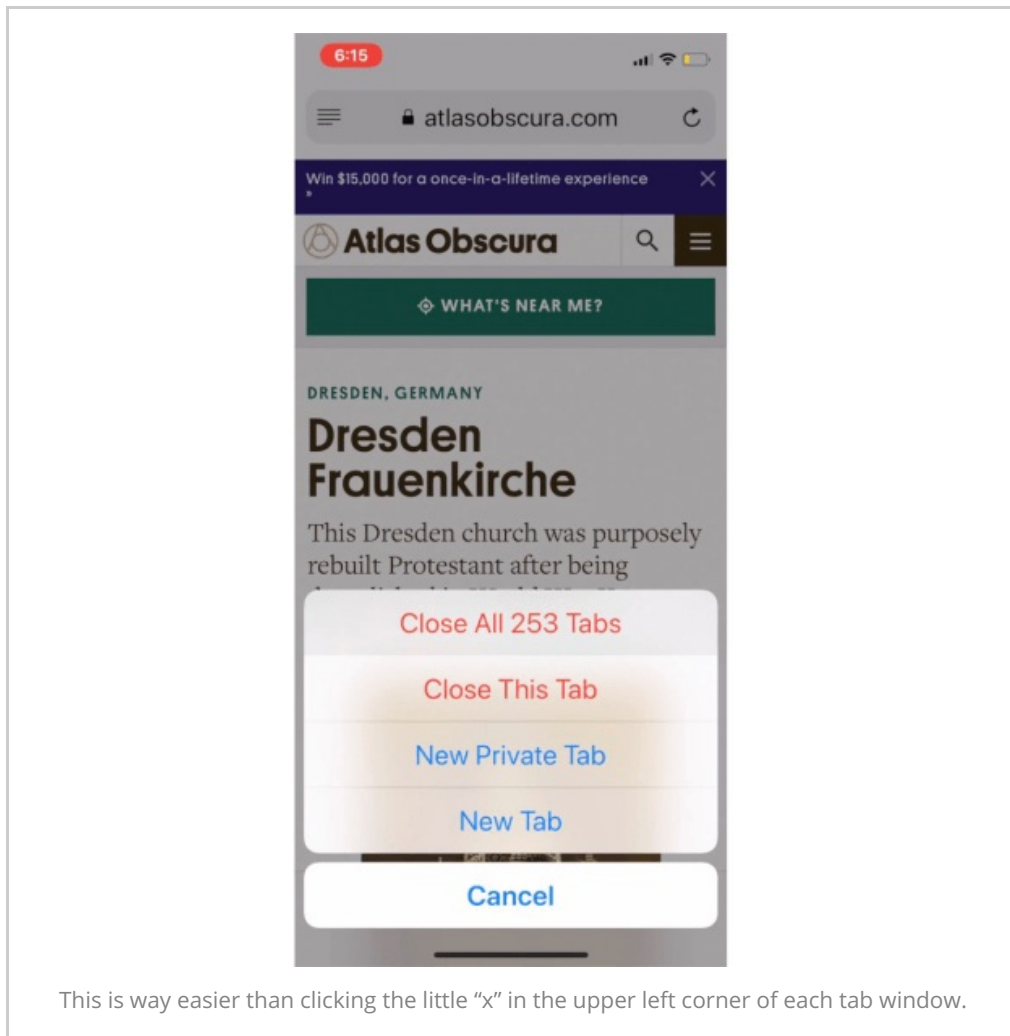 6:15
atlasobscura.com
Win $15,000 for a once-in-a-lifetime experience
»
Atlas Obscura
WHAT'S NEAR ME?
DRESDEN, GERMANY
Dresden
Frauenkirche
This Dresden church was purposely
rebuilt Protestant after being
Close All 253 Tabs
Close This Tab
New Private Tab
New Tab
Cancel
This is way easier than clicking the little “x” in the upper left corner of each tab window.